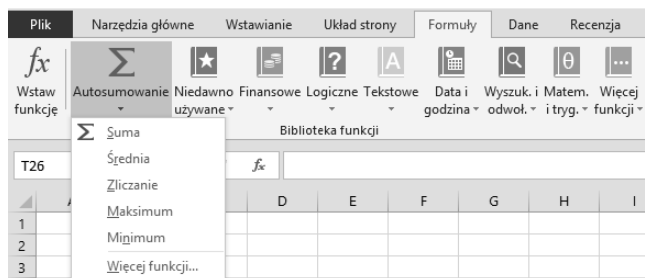 Plik Narzędzia główne Wstawianie Układ strony Formuły Dane Recenzja
fx Σ ? A θ ...
Wstaw funkcję Autosumowanie Niedawno używane Finansowe Logiczne Tekstowe Data i godzina Wyszuk. i odwoł. Matem. i tryg. Więcej funkcji
Biblioteka funkcji
Σ Suma
Średnia
Zliczanie
Maksimum
Minimum
Więcej funkcji...
T26 fx
D E F G H I
1
2
3